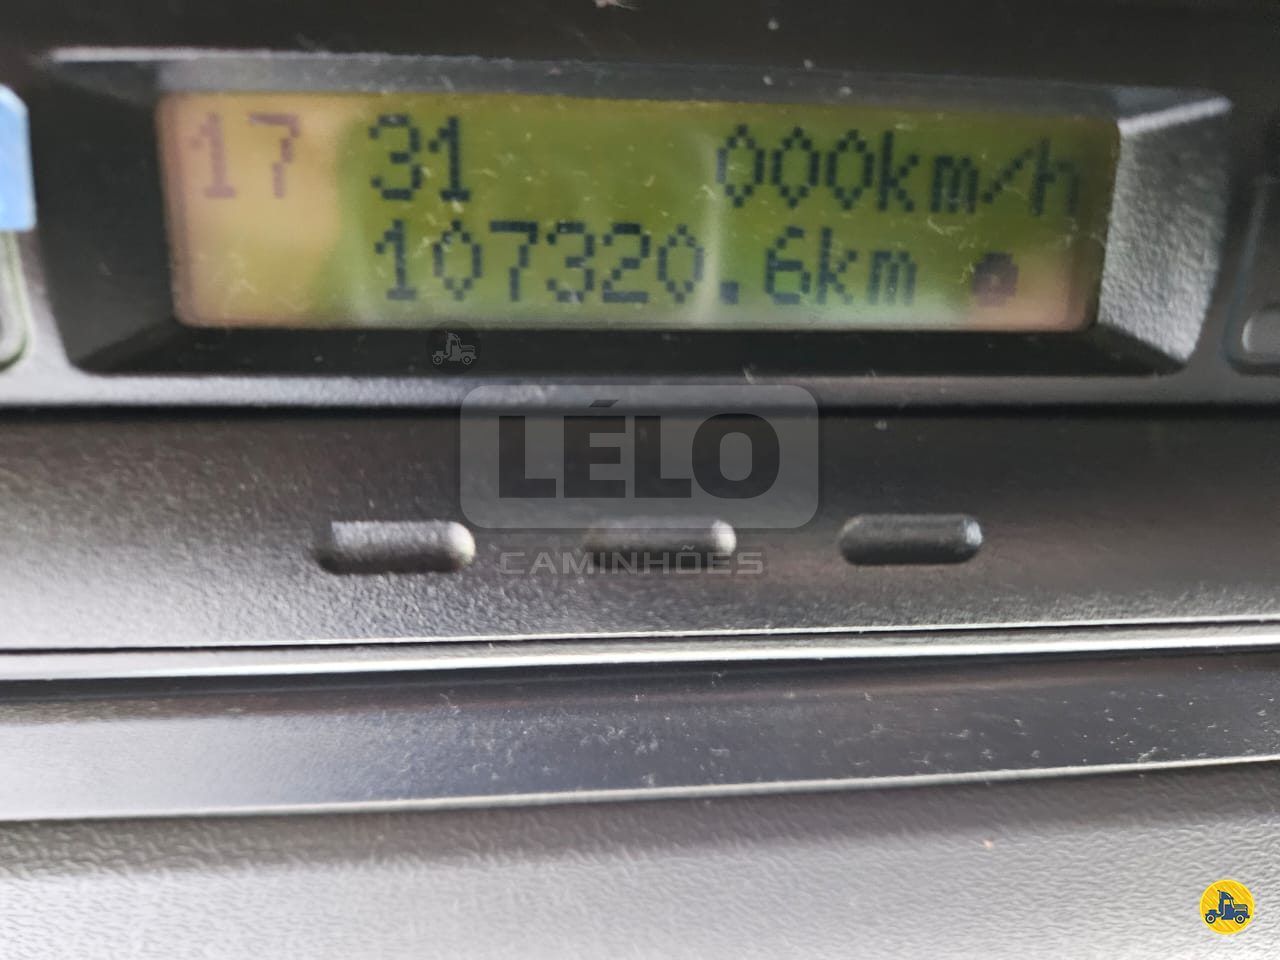 17 31 000km/h
107320.6km
LÉLO
CAMINHÕES